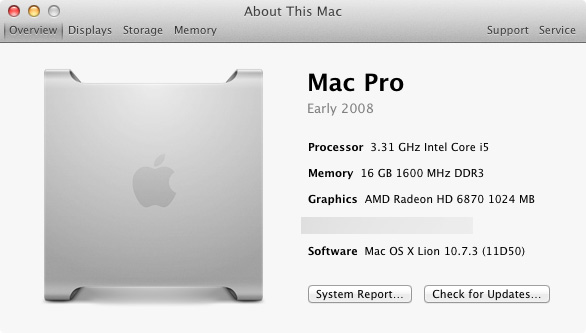 About This Mac
Overview Displays Storage Memory Support Service
Mac Pro
Early 2008
Processor 3.31 GHz Intel Core i5
Memory 16 GB 1600 MHz DDR3
Graphics AMD Radeon HD 6870 1024 MB
Software Mac OS X Lion 10.7.3 (11D50)
System Report... Check for Updates...